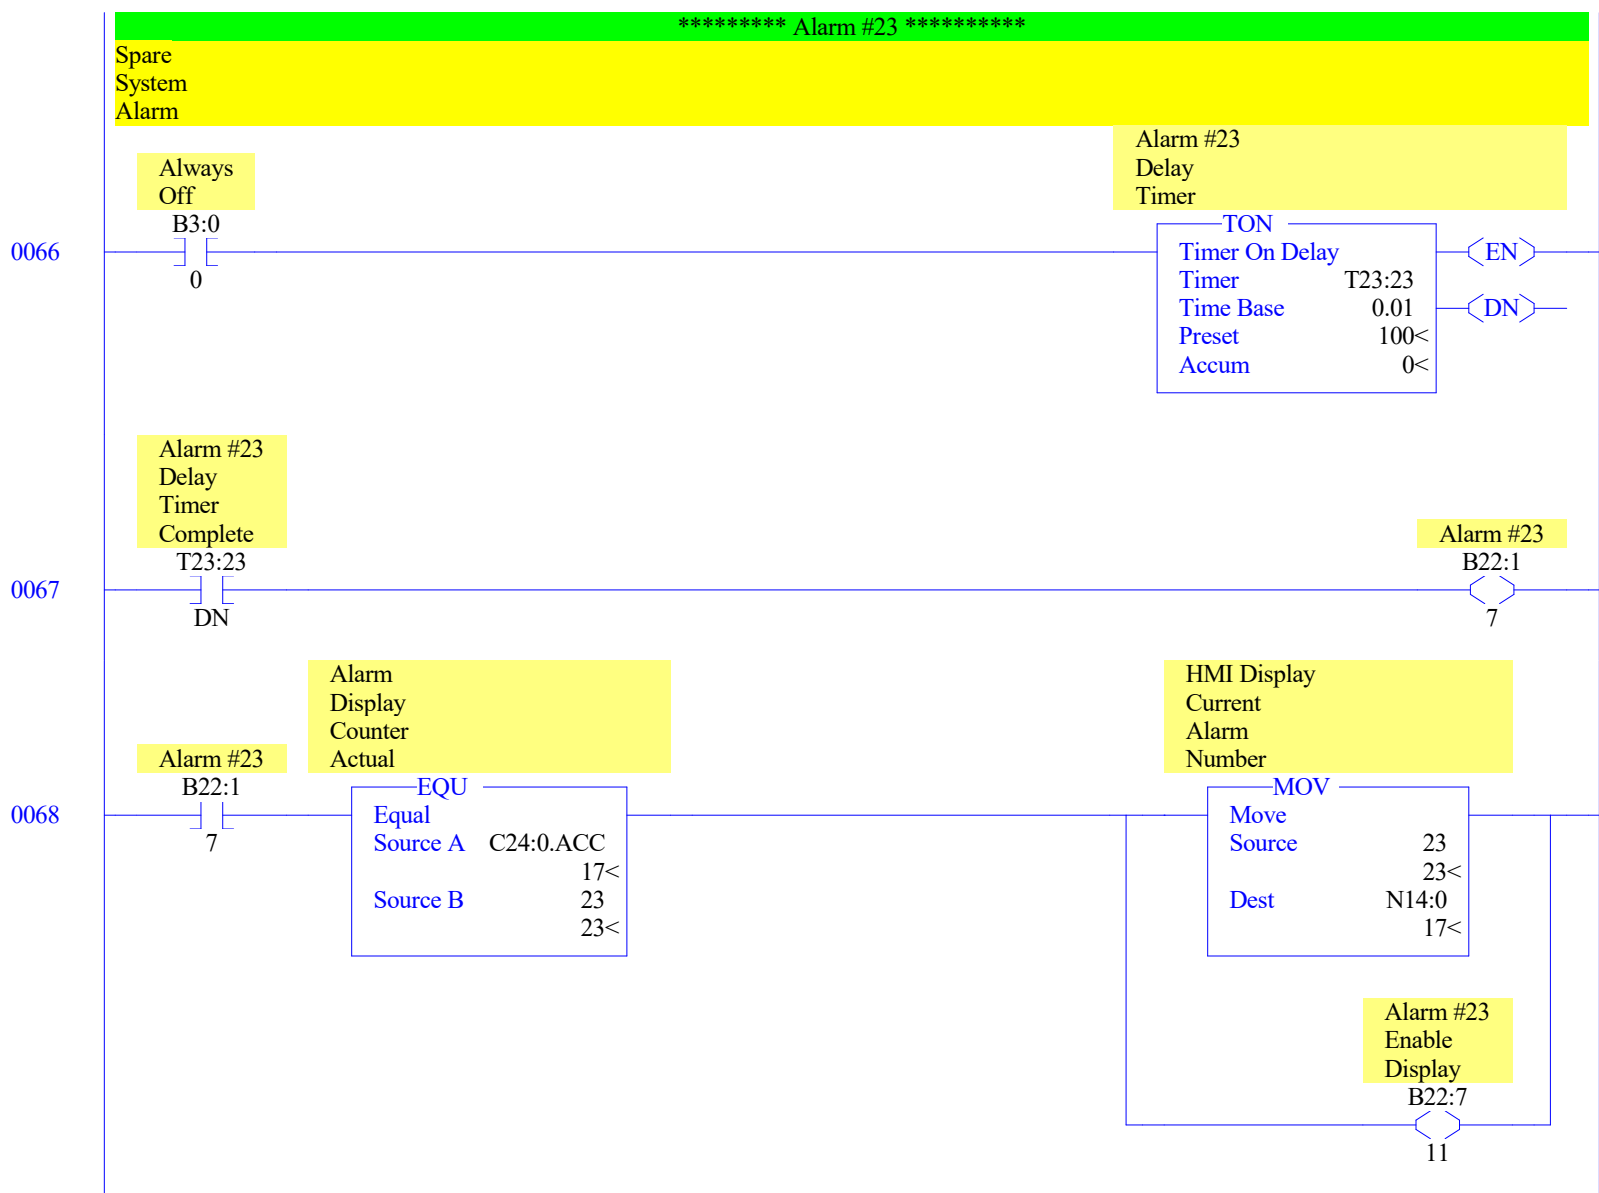 ********* Alarm #23 **********
Spare
System
Alarm
Always
Off
B3:0
0
0066
Alarm #23
Delay
Timer
TON
Timer On Delay
Timer T23:23
Time Base 0.01
Preset 100<
Accum 0<
EN
DN
Alarm #23
Delay
Timer
Complete
T23:23
DN
0067
Alarm #23
B22:1
7
0068
Alarm #23
B22:1
7
Alarm
Display
Counter
Actual
EQU
Equal
Source A C24:0.ACC
17<
Source B 23
23<
HMI Display
Current
Alarm
Number
MOV
Move
Source 23
23<
Dest N14:0
17<
Alarm #23
Enable
Display
B22:7
11